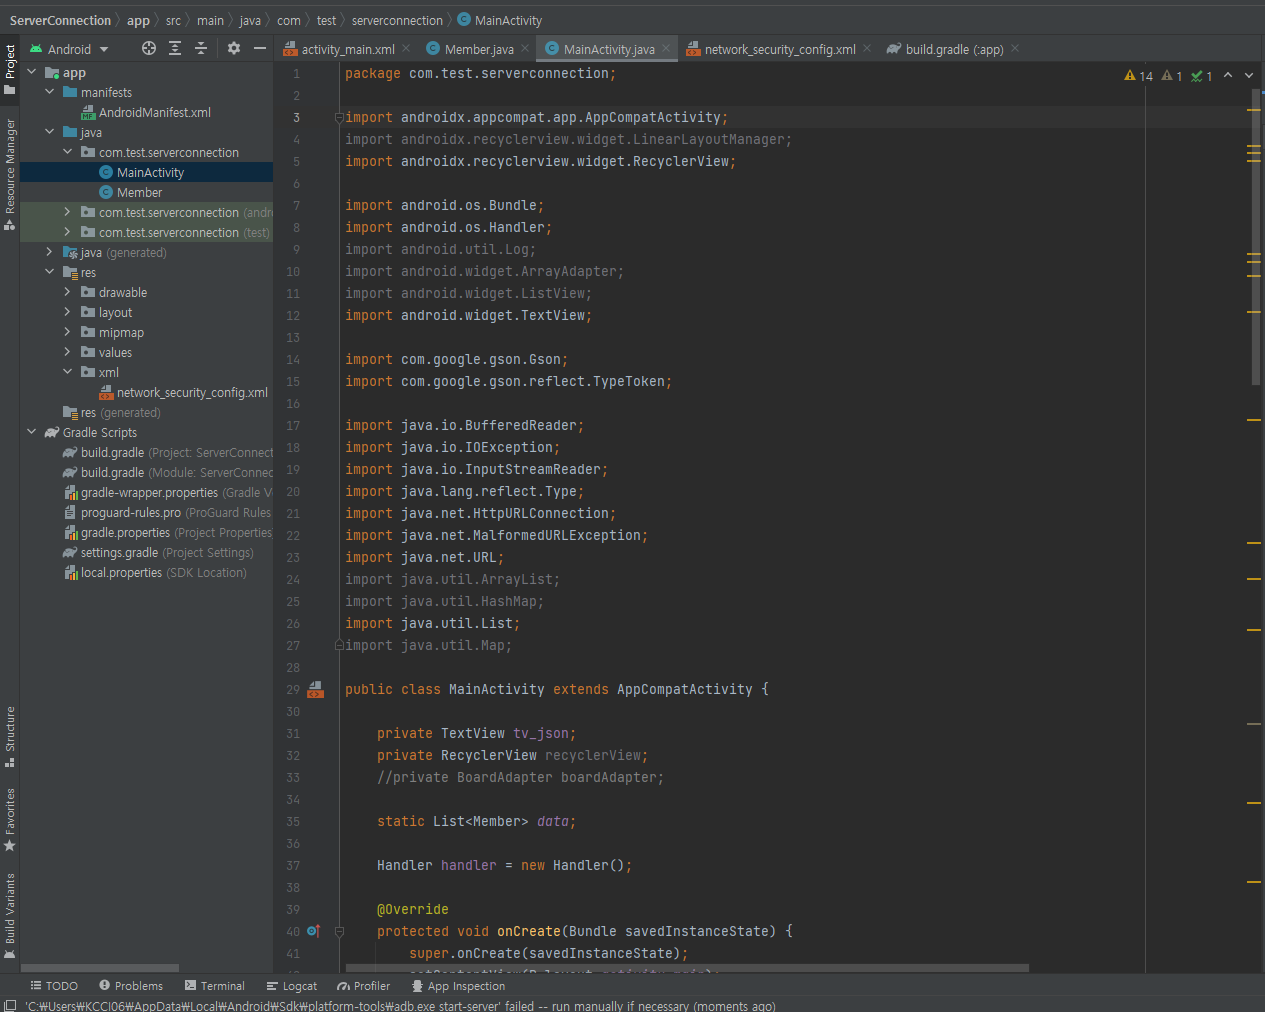 ServerConnection app src main java com test serverconnection MainActivity
Android
activity_main.xml Member.java MainActivity.java network_security_config.xml build.gradle (:app)
Project
Resource Manager
Structure
Favorites
Build Variants
app
manifests
AndroidManifest.xml
java
com.test.serverconnection
MainActivity
Member
com.test.serverconnection (andr
com.test.serverconnection (test)
java (generated)
res
drawable
layout
mipmap
values
xml
network_security_config.xml
res (generated)
Gradle Scripts
build.gradle (Project: ServerConnect
build.gradle (Module: ServerConnec
gradle-wrapper.properties (Gradle V
proguard-rules.pro (ProGuard Rules
gradle.properties (Project Properties)
settings.gradle (Project Settings)
local.properties (SDK Location)
14 1 1
1 package com.test.serverconnection;
2
3 import androidx.appcompat.app.AppCompatActivity;
4 import androidx.recyclerview.widget.LinearLayoutManager;
5 import androidx.recyclerview.widget.RecyclerView;
6
7 import android.os.Bundle;
8 import android.os.Handler;
9 import android.util.Log;
10 import android.widget.ArrayAdapter;
11 import android.widget.ListView;
12 import android.widget.TextView;
13
14 import com.google.gson.Gson;
15 import com.google.gson.reflect.TypeToken;
16
17 import java.io.BufferedReader;
18 import java.io.IOException;
19 import java.io.InputStreamReader;
20 import java.lang.reflect.Type;
21 import java.net.HttpURLConnection;
22 import java.net.MalformedURLException;
23 import java.net.URL;
24 import java.util.ArrayList;
25 import java.util.HashMap;
26 import java.util.List;
27 import java.util.Map;
28
29 public class MainActivity extends AppCompatActivity {
30
31 private TextView tv_json;
32 private RecyclerView recyclerView;
33 //private BoardAdapter boardAdapter;
34
35 static List<Member> data;
36
37 Handler handler = new Handler();
38
39 @Override
40 protected void onCreate(Bundle savedInstanceState) {
41 super.onCreate(savedInstanceState);
TODO Problems Terminal Logcat Profiler App Inspection
'C:₩Users₩KCCI06₩AppData₩Local₩Android₩Sdk₩platform-tools₩adb.exe start-server' failed -- run manually if necessary (moments ago)